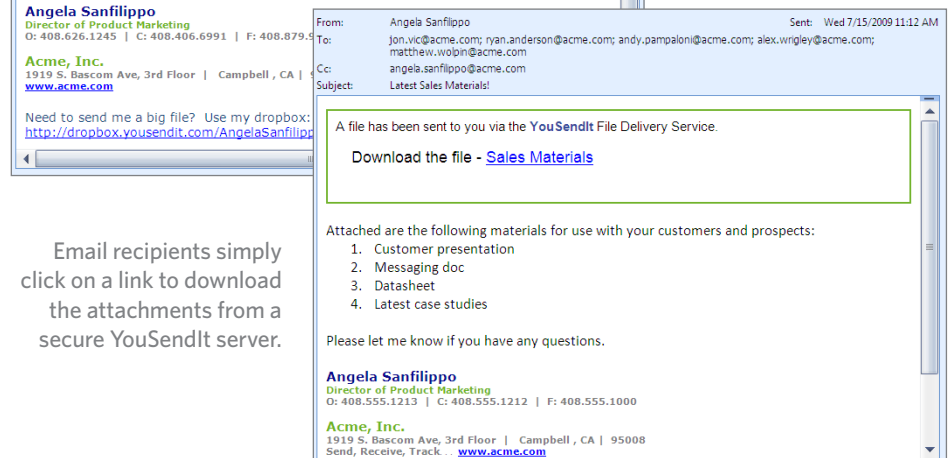 Angela Sanfilippo
Director of Product Marketing
O: 408.626.1245 | C: 408.406.6991 | F: 408.879.9
Acme, Inc.
1919 S. Bascom Ave, 3rd Floor | Campbell , CA |
www.acme.com
Need to send me a big file? Use my dropbox:
http://dropbox.yousendit.com/AngelaSanfilipp
Email recipients simply
click on a link to download
the attachments from a
secure YouSendIt server.
From: Angela Sanfilippo Sent: Wed 7/15/2009 11:12 AM
To: jon.vic@acme.com; ryan.anderson@acme.com; andy.pampaloni@acme.com; alex.wrigley@acme.com;
matthew.wolpin@acme.com
Cc: angela.sanfilippo@acme.com
Subject: Latest Sales Materials!
A file has been sent to you via the YouSendIt File Delivery Service.
Download the file - Sales Materials
Attached are the following materials for use with your customers and prospects:
1. Customer presentation
2. Messaging doc
3. Datasheet
4. Latest case studies
Please let me know if you have any questions.
Angela Sanfilippo
Director of Product Marketing
O: 408.555.1213 | C: 408.555.1212 | F: 408.555.1000
Acme, Inc.
1919 S. Bascom Ave, 3rd Floor | Campbell , CA | 95008
Send, Receive, Track... www.acme.com